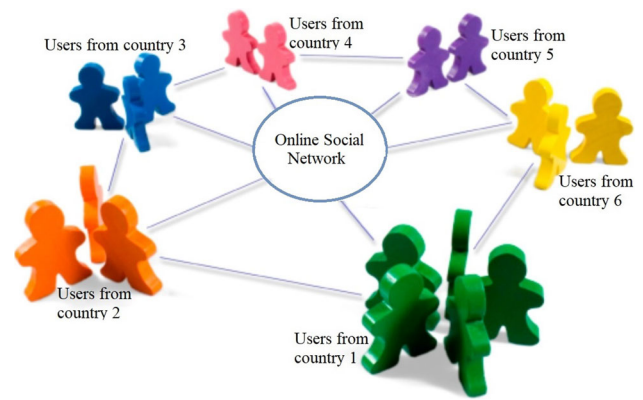 Users from country 3
Users from
country 4
Users from
country 5
Online Social
Network
Users from
country 6
Users from
country 2
Users from
country 1